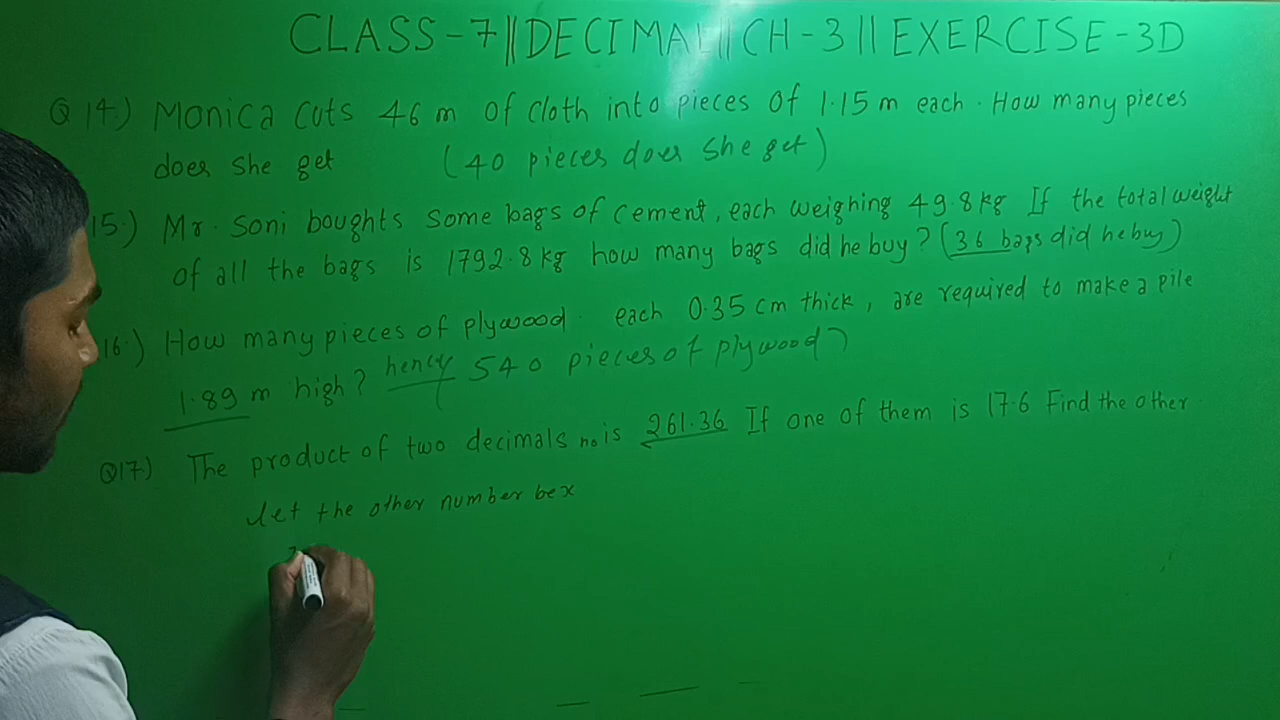 CLASS-7||DECIMAL||CH-3||EXERCISE-3D
Q 14.) Monica cuts 46 m of cloth into pieces of 1.15 m each. How many pieces
does she get (40 pieces does she get)
15.) Mr. Soni boughts some bags of cement, each weighing 49.8 kg If the total weight
of all the bags is 1792.8 kg how many bags did he buy? (36 bags did he buy)
16.) How many pieces of plywood. each 0.35 cm thick, are required to make a pile
1.89 m high? hence 540 pieces of plywood)
Q17.) The product of two decimals no is 261.36 If one of them is 17.6 Find the other.
let the other number be x